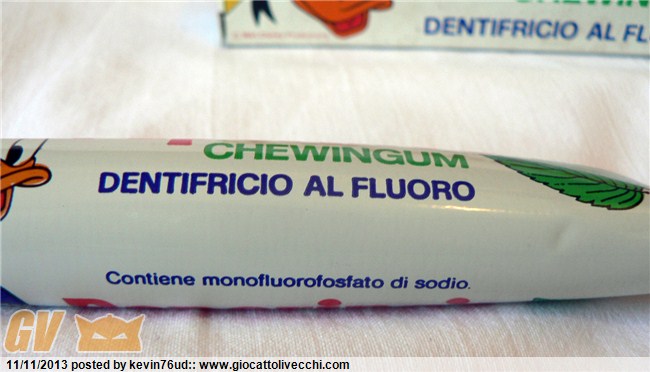 DENTIFRICIO AL FL
CHEWINGUM
DENTIFRICIO AL FLUORO
Contiene monofluorofosfato di sodio.
GV
11/11/2013 posted by kevin76ud:: www.giocattolivecchi.com